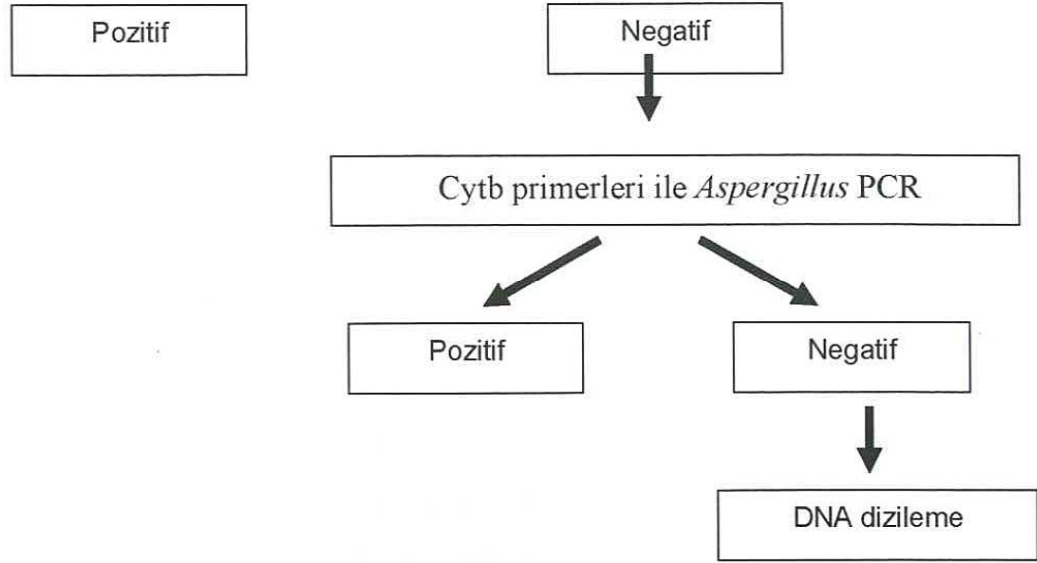 Pozitif
Negatif
Cytb primerleri ile Aspergillus PCR
Pozitif
Negatif
DNA dizileme